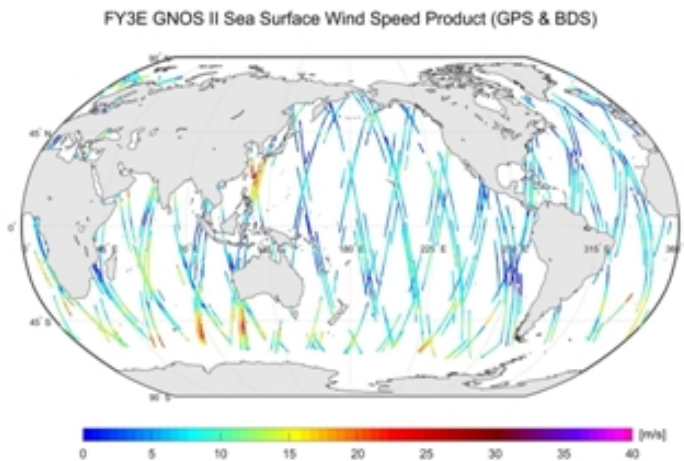 FY3E GNOS II Sea Surface Wind Speed Product (GPS & BDS)
45° N
0°
180° E
225° E
315° E
45° S
90° S
[m/s]
0 5 10 15 20 25 30 35 40